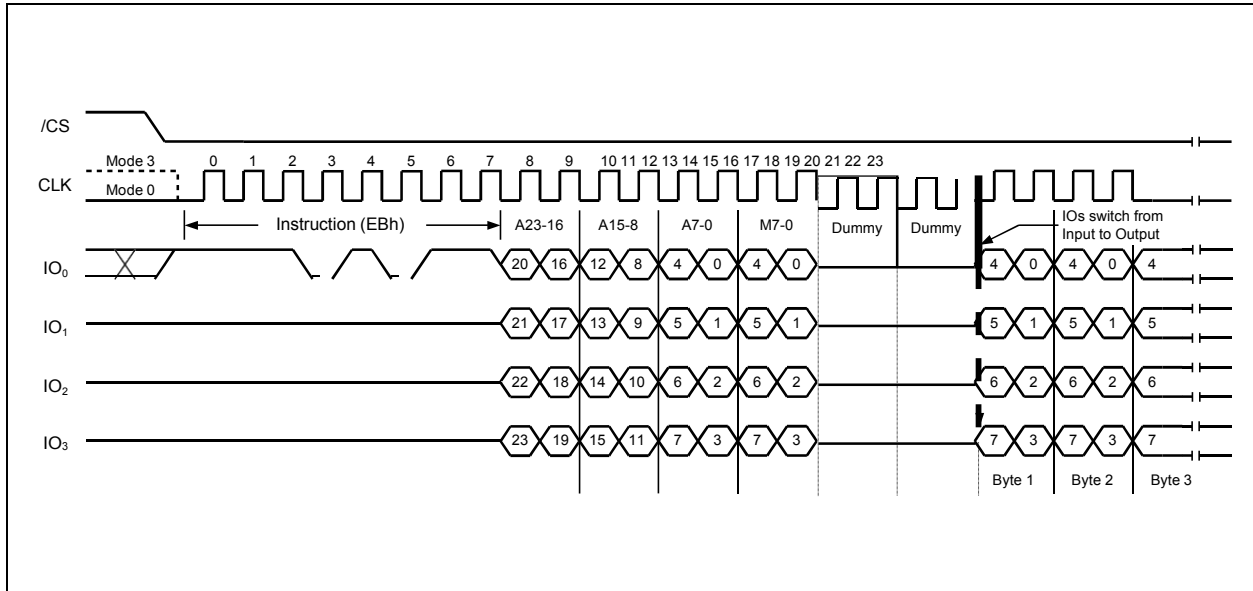 /CS
Mode 3 0 1 2 3 4 5 6 7 8 9 10 11 12 13 14 15 16 17 18 19 20 21 22 23
CLK Mode 0
Instruction (EBh) A23-16 A15-8 A7-0 M7-0 Dummy Dummy IOs switch from
Input to Output
IO₀ 20 16 12 8 4 0 4 0 4 0 4 0 4
IO₁ 21 17 13 9 5 1 5 1 5 1 5 1 5
IO₂ 22 18 14 10 6 2 6 2 6 2 6 2 6
IO₃ 23 19 15 11 7 3 7 3 7 3 7 3 7
Byte 1 Byte 2 Byte 3